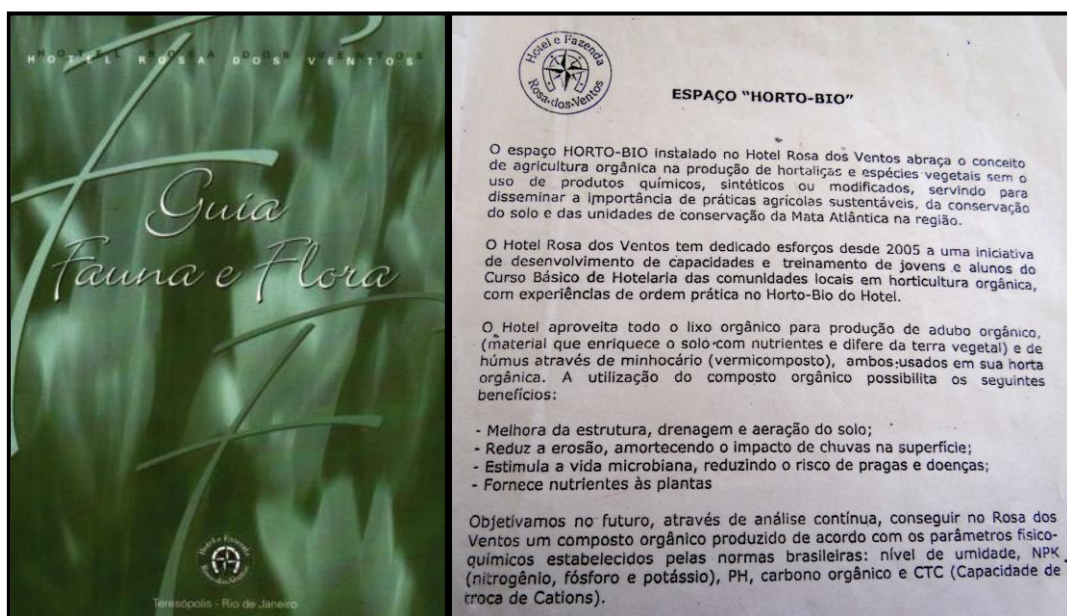 HOTEL ROSA DOS VENTOS
Guia
Fauna e Flora
Hotel e Fazenda
Rosa-dos-Ventos
Teresópolis - Rio de Janeiro
Hotel e Fazenda
Rosa-dos-Ventos
ESPAÇO "HORTO-BIO"
O espaço HORTO-BIO instalado no Hotel Rosa dos Ventos abraça o conceito
de agricultura orgânica na produção de hortaliças e espécies vegetais sem o
uso de produtos químicos, sintéticos ou modificados, servindo para
disseminar a importância de práticas agrícolas sustentáveis, da conservação
do solo e das unidades de conservação da Mata Atlântica na região.
O Hotel Rosa dos Ventos tem dedicado esforços desde 2005 a uma iniciativa
de desenvolvimento de capacidades e treinamento de jovens e alunos do
Curso Básico de Hotelaria das comunidades locais em horticultura orgânica,
com experiências de ordem prática no Horto-Bio do Hotel.
O Hotel aproveita todo o lixo orgânico para produção de adubo orgânico,
(material que enriquece o solo com nutrientes e difere da terra vegetal) e de
húmus através de minhocário (vermicomposto), ambos usados em sua horta
orgânica. A utilização do composto orgânico possibilita os seguintes
benefícios:
- Melhora da estrutura, drenagem e aeração do solo;
- Reduz a erosão, amortecendo o impacto de chuvas na superfície;
- Estimula a vida microbiana, reduzindo o risco de pragas e doenças;
- Fornece nutrientes às plantas
Objetivamos no futuro, através de análise contínua, conseguir no Rosa dos
Ventos um composto orgânico produzido de acordo com os parâmetros fisico-
químicos estabelecidos pelas normas brasileiras: nível de umidade, NPK
(nitrogênio, fósforo e potássio), PH, carbono orgânico e CTC (Capacidade de
troca de Cations).